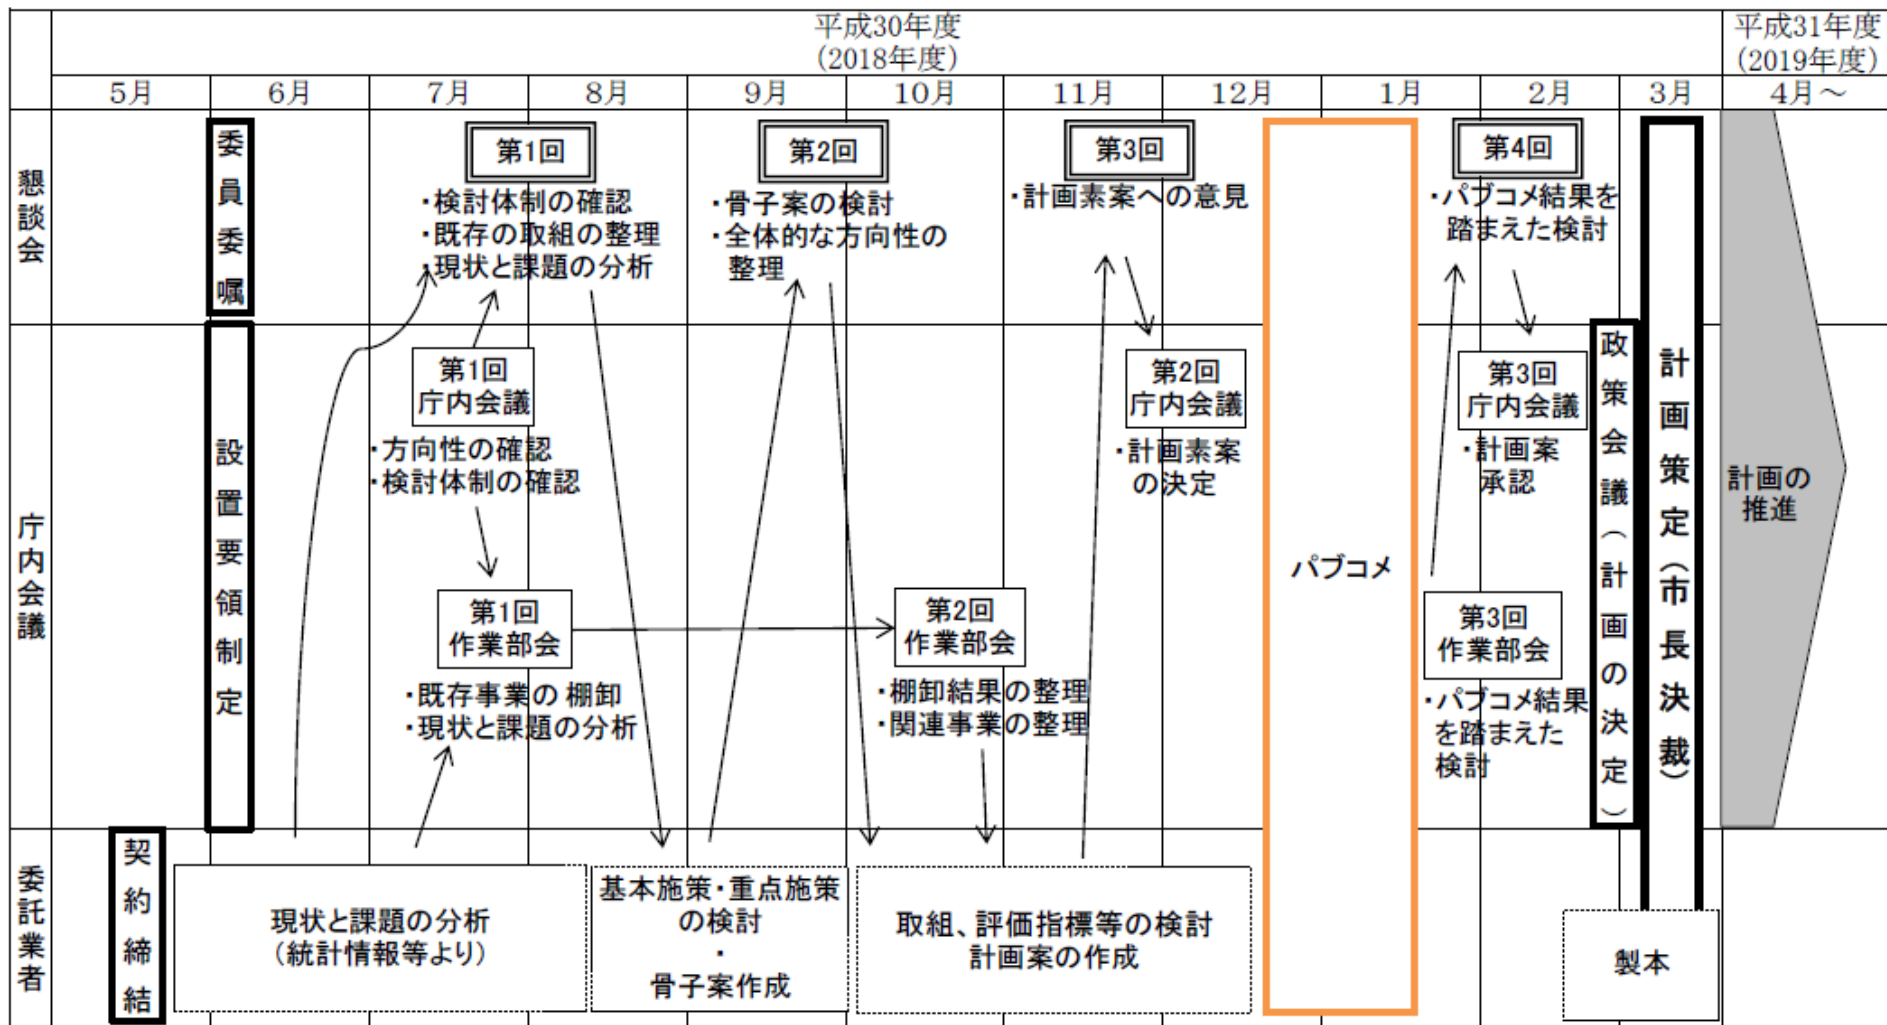 平成30年度
(2018年度)
平成31年度
(2019年度)
5月
6月
7月
8月
9月
10月
11月
12月
1月
2月
3月
4月～
懇談会
委員委嘱
第1回
・検討体制の確認
・既存の取組の整理
・現状と課題の分析
第2回
・骨子案の検討
・全体的な方向性の
整理
第3回
・計画素案への意見
第4回
・パブコメ結果を
踏まえた検討
庁内会議
設置要領制定
第1回
庁内会議
・方向性の確認
・検討体制の確認
第1回
作業部会
・既存事業の 棚卸
・現状と課題の分析
第2回
作業部会
・棚卸結果の整理
・関連事業の整理
第2回
庁内会議
・計画素案
の決定
パブコメ
第3回
庁内会議
・計画案
承認
第3回
作業部会
・パブコメ結果
を踏まえた
検討
政策会議（計画の決定）
計画策定（市長決裁）
計画の
推進
委託業者
契約締結
現状と課題の分析
(統計情報等より)
基本施策・重点施策
の検討
・
骨子案作成
取組、評価指標等の検討
計画案の作成
製本